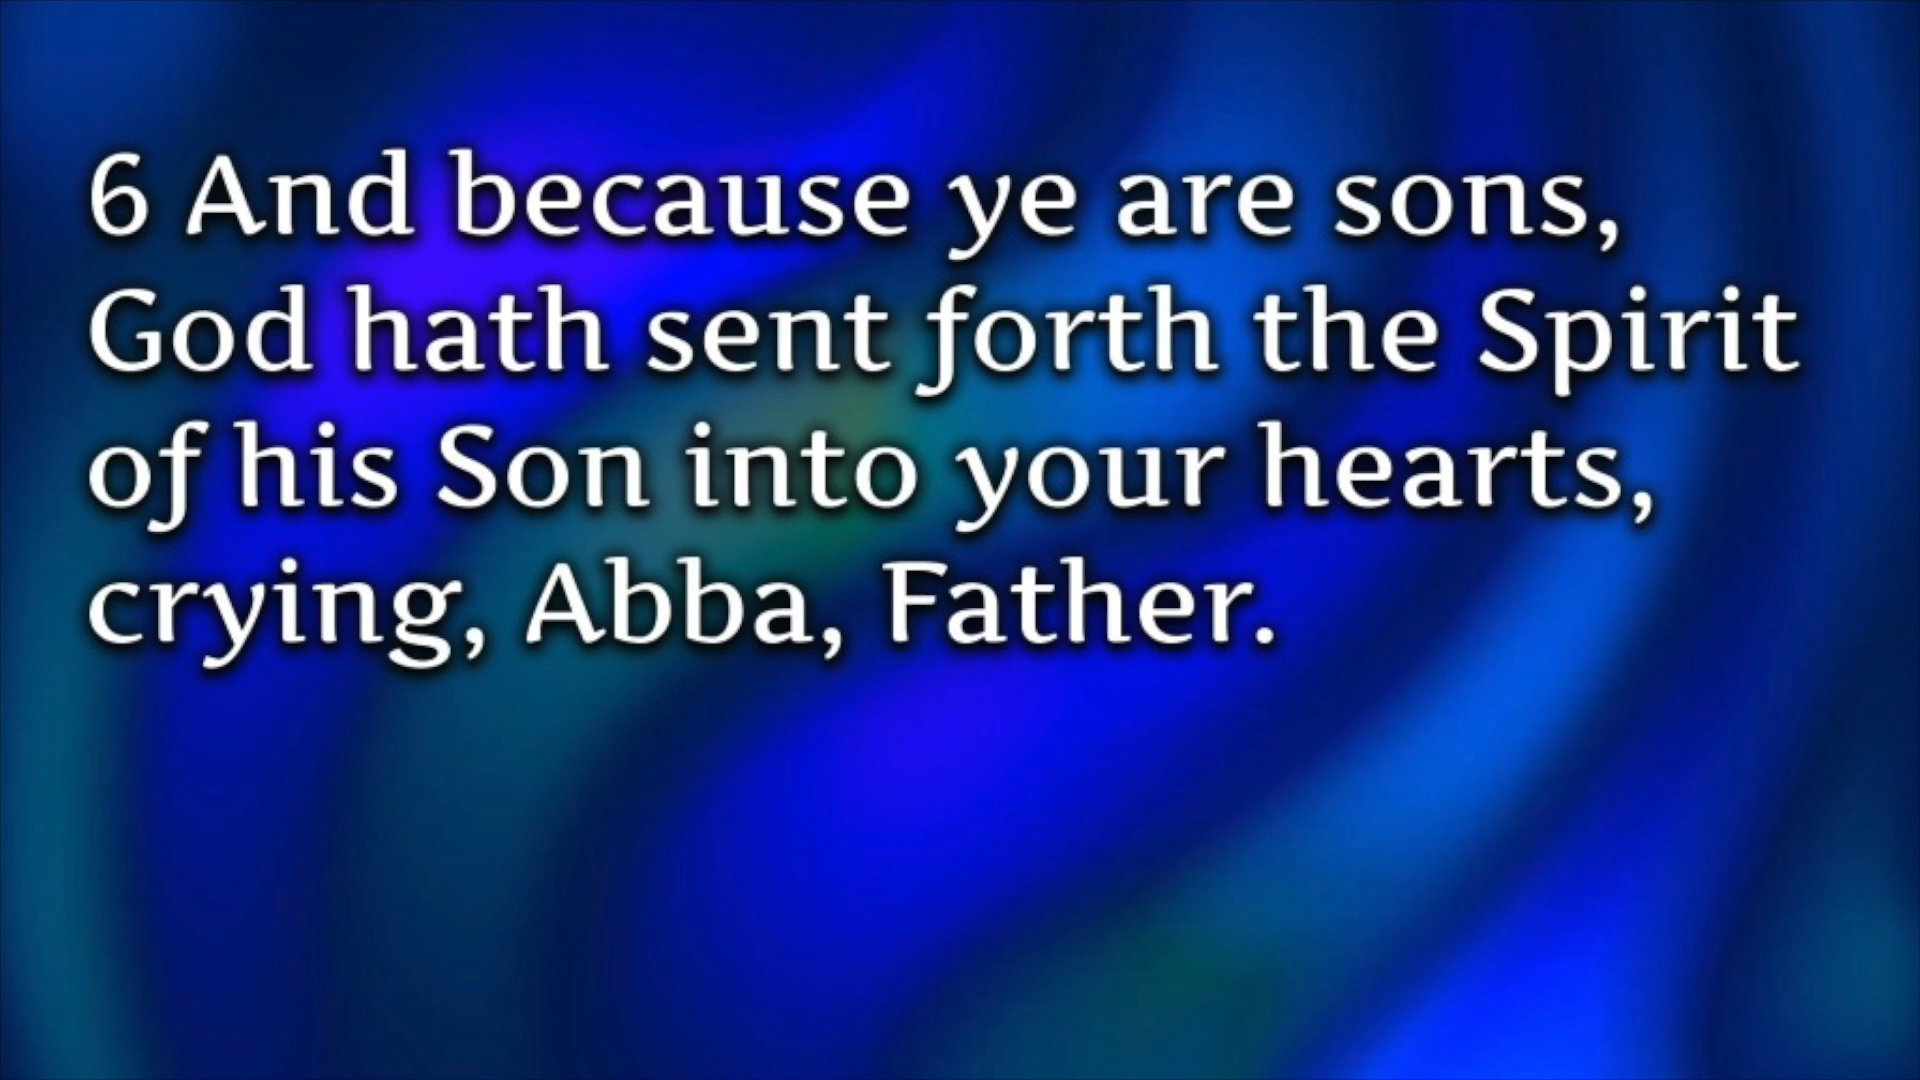 6 And because ye are sons,
God hath sent forth the Spirit
of his Son into your hearts,
crying, Abba, Father.